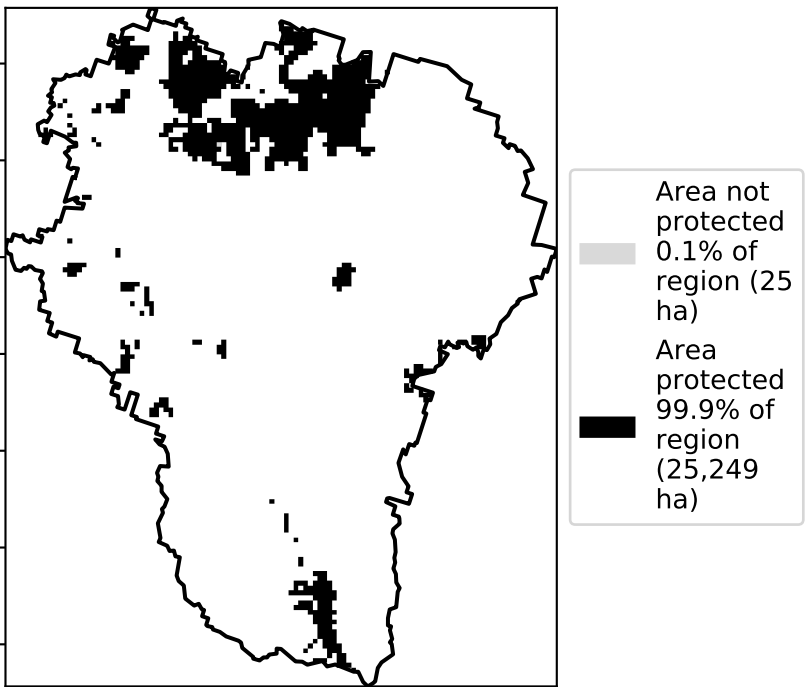 Area not
protected
0.1% of
region (25
ha)
Area
protected
99.9% of
region
(25,249
ha)